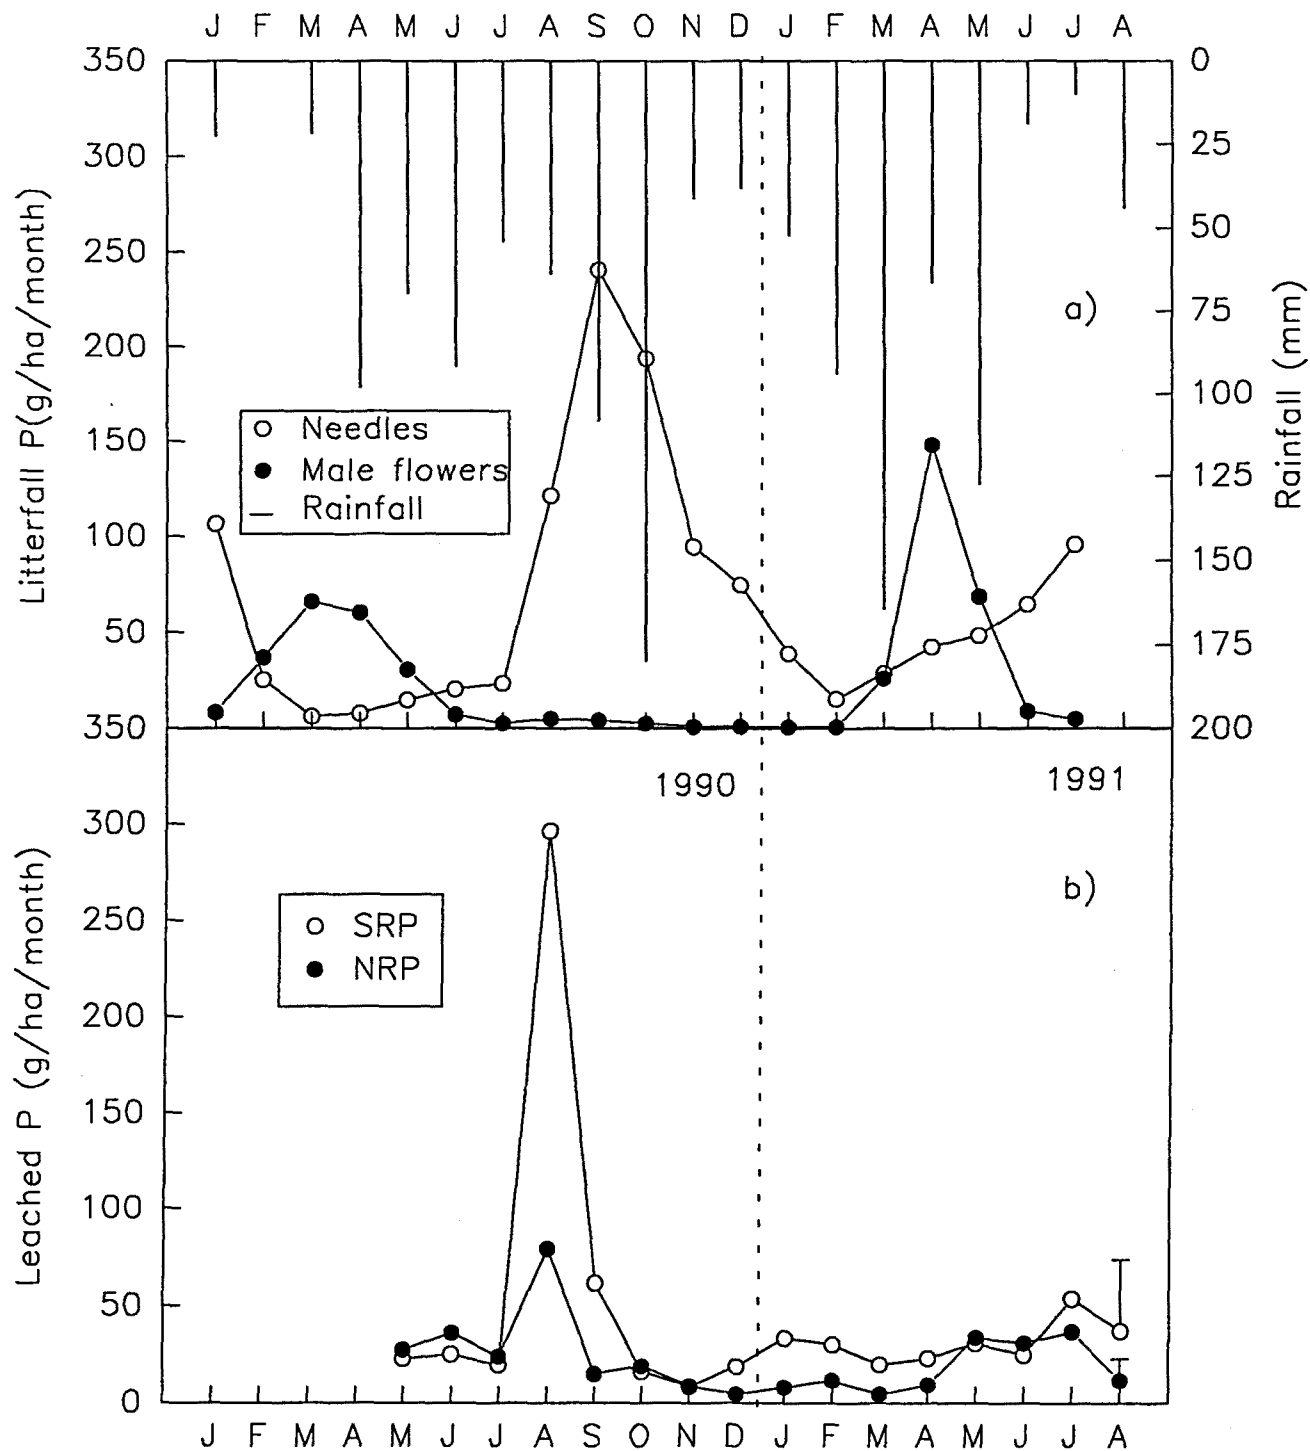 J F M A M J J A S O N D J F M A M J J A
350 0
300 25
250 50
200 75
150 100
100 125
50 150
350 175
200
Litterfall P(g/ha/month)
Rainfall (mm)
a)
Needles
Male flowers
Rainfall
1990 1991
300
250
200
150
100
50
0
Leached P (g/ha/month)
b)
SRP
NRP
J F M A M J J A S O N D J F M A M J J A